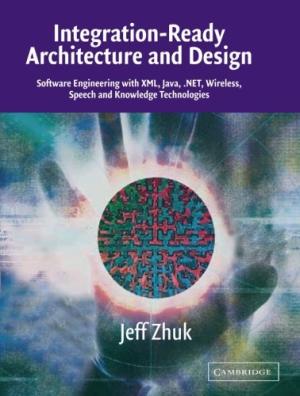 Integration-Ready
Architecture and Design
Software Engineering with XML, Java, .NET, Wireless,
Speech and Knowledge Technologies
Jeff Zhuk
CAMBRIDGE